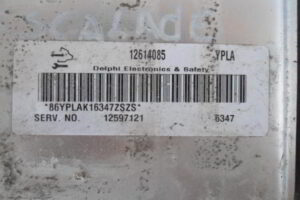 12614085 YPLA
Delphi Electronics & Safety
*86YPLAK16347ZSZS*
SERV. NO. 12597121 6347